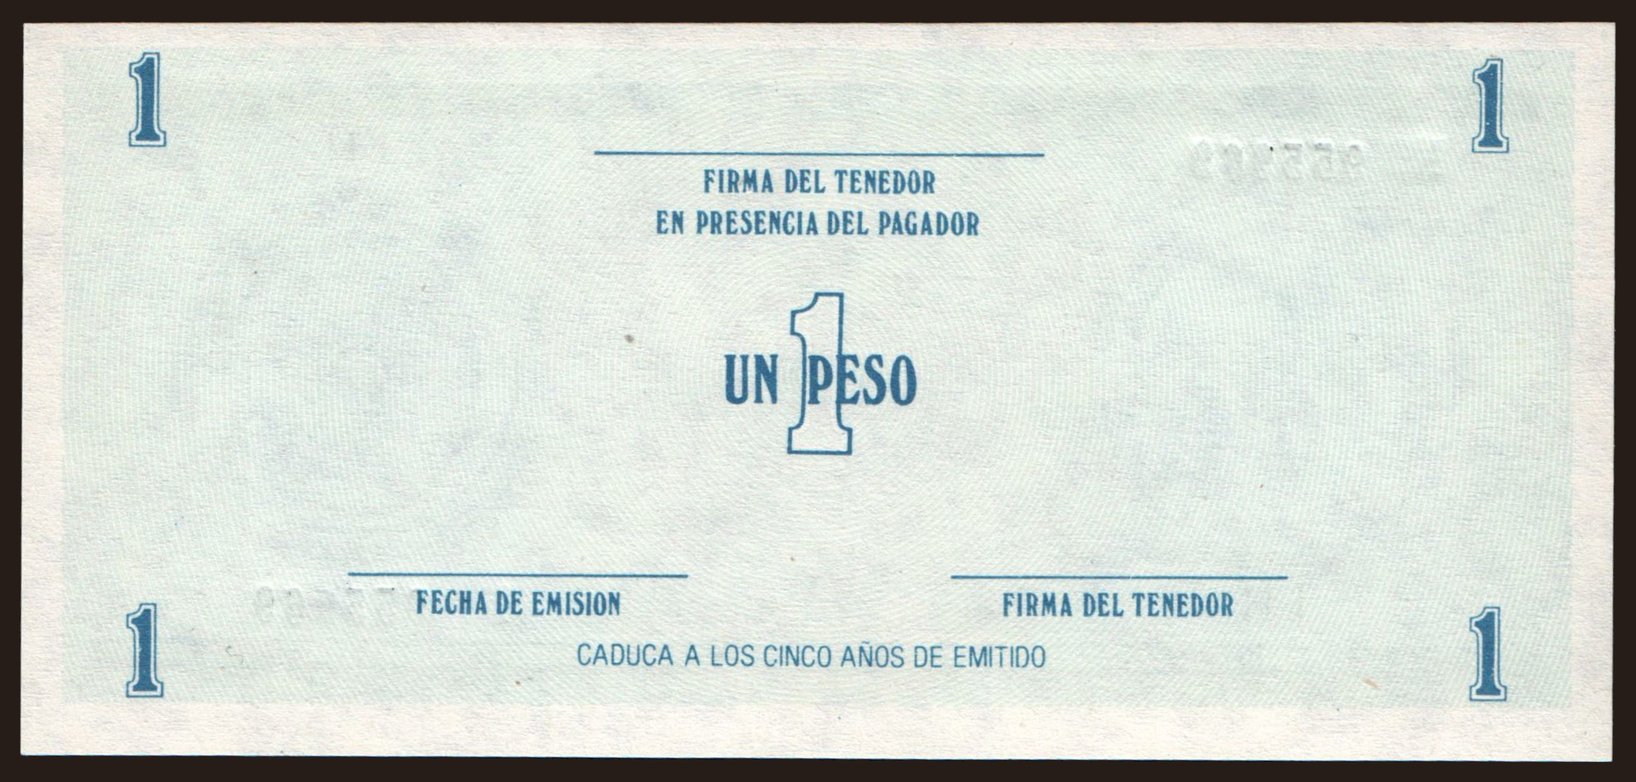 1 1
FIRMA DEL TENEDOR
EN PRESENCIA DEL PAGADOR
1
UN PESO
FECHA DE EMISION
FIRMA DEL TENEDOR
CADUCA A LOS CINCO AÑOS DE EMITIDO
1 1